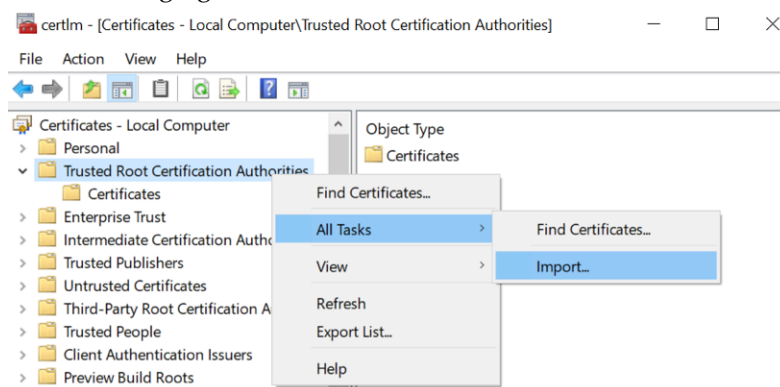 certlm - [Certificates - Local Computer\Trusted Root Certification Authorities]
File Action View Help
Certificates - Local Computer
Personal
Trusted Root Certification Authorities
Certificates
Enterprise Trust
Intermediate Certification Autho
Trusted Publishers
Untrusted Certificates
Third-Party Root Certification A
Trusted People
Client Authentication Issuers
Preview Build Roots
Object Type
Certificates
Find Certificates...
All Tasks
View
Refresh
Export List...
Help
Find Certificates...
Import...